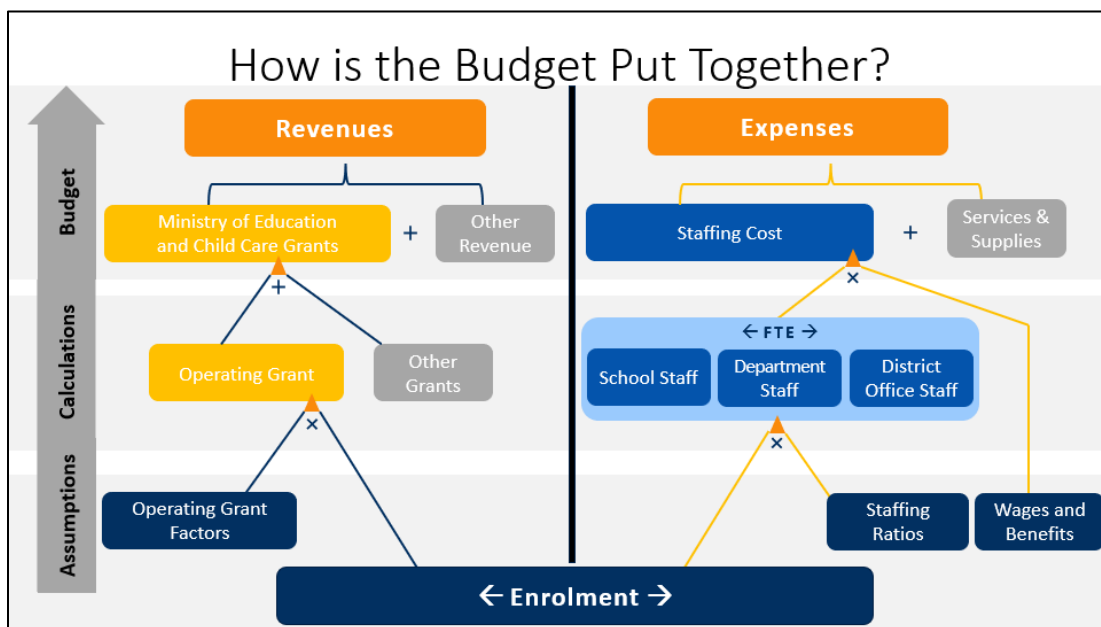 How is the Budget Put Together?
Budget
Calculations
Assumptions
Revenues
Ministry of Education
and Child Care Grants
+
Other
Revenue
+
Operating Grant
Other
Grants
×
Operating Grant
Factors
Expenses
Staffing Cost
+
Services &
Supplies
×
← FTE →
School Staff
Department
Staff
District
Office Staff
×
Staffing
Ratios
Wages and
Benefits
← Enrolment →